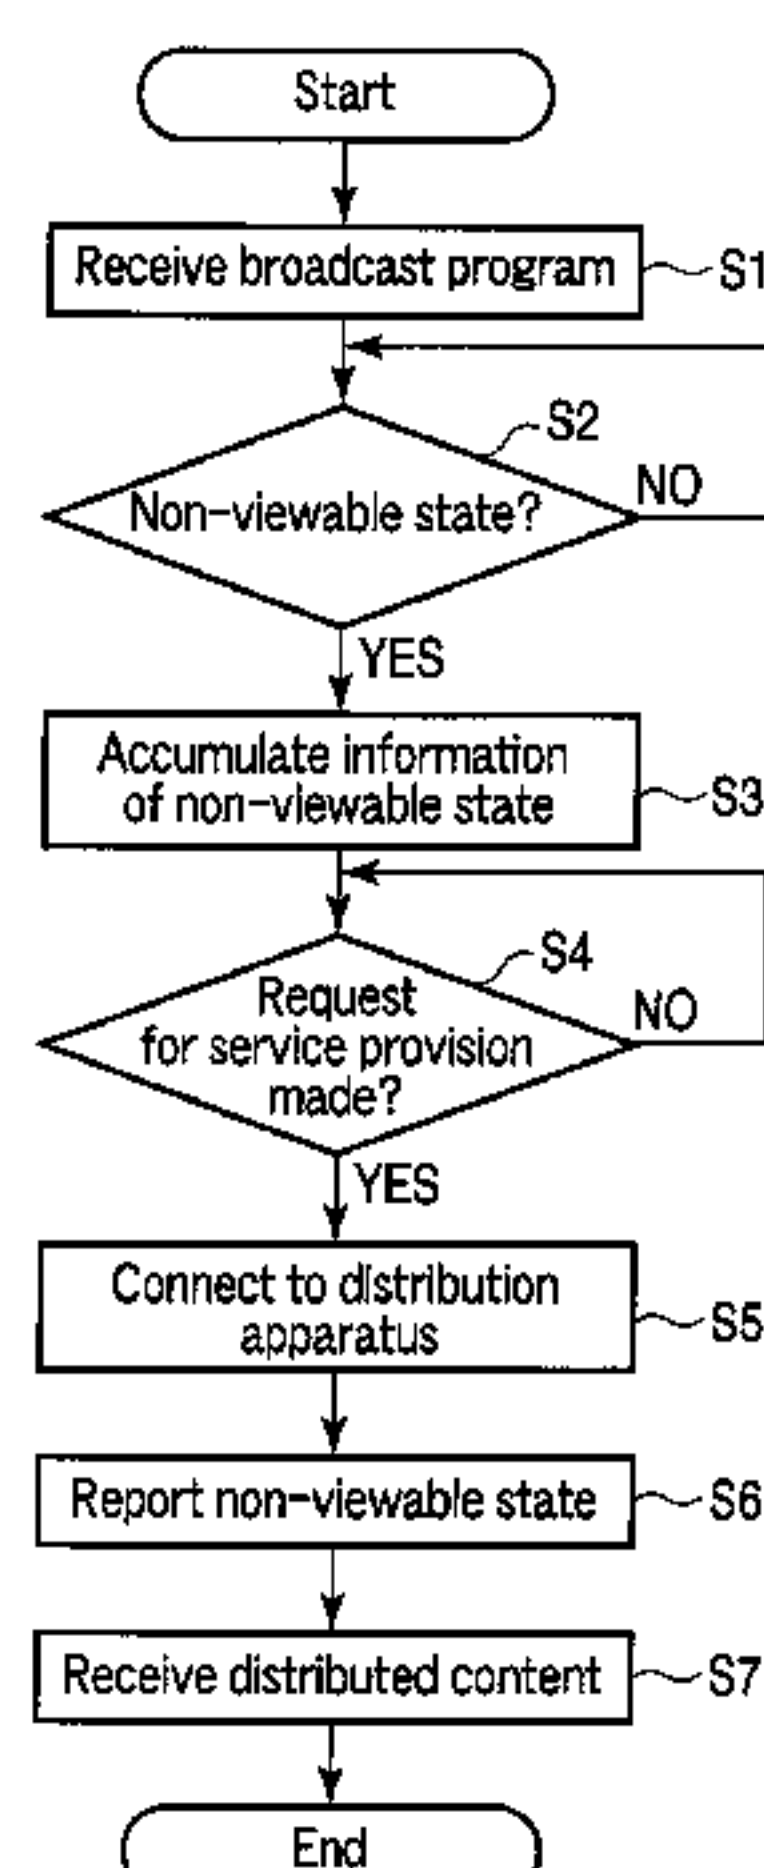 Start
Receive broadcast program
S1
S2
Non-viewable state?
NO
YES
Accumulate information
of non-viewable state
S3
S4
Request
for service provision
made?
NO
YES
Connect to distribution
apparatus
S5
Report non-viewable state
S6
Receive distributed content
S7
End